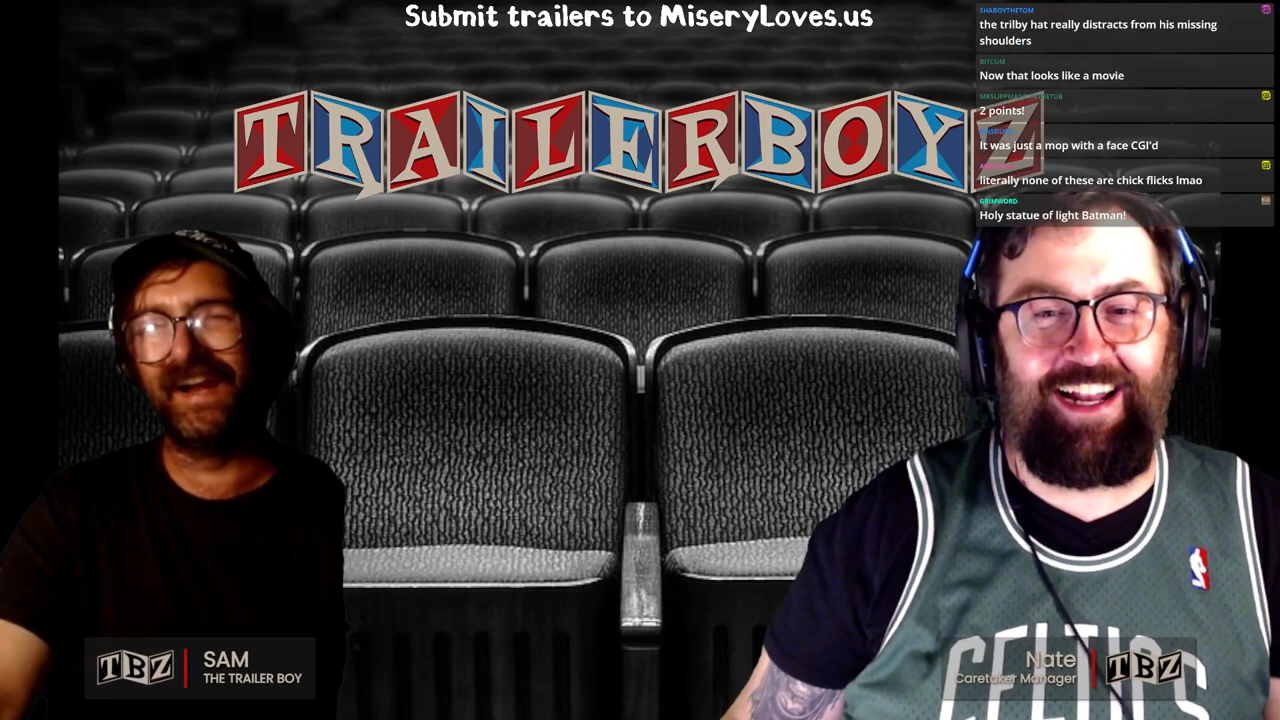 Submit trailers to MiseryLoves.us
SHABOYTHETOM
the trilby hat really distracts from his missing
shoulders
BITCUM
Now that looks like a movie
2 points!
It was just a mop with a face CGI'd
literally none of these are chick flicks lmao
GRIMWORD
Holy statue of light Batman!
TRAILERBOYZ
TBZ
SAM
THE TRAILER BOY
CELTICS
Nate
Caretaker Manager
TBZ